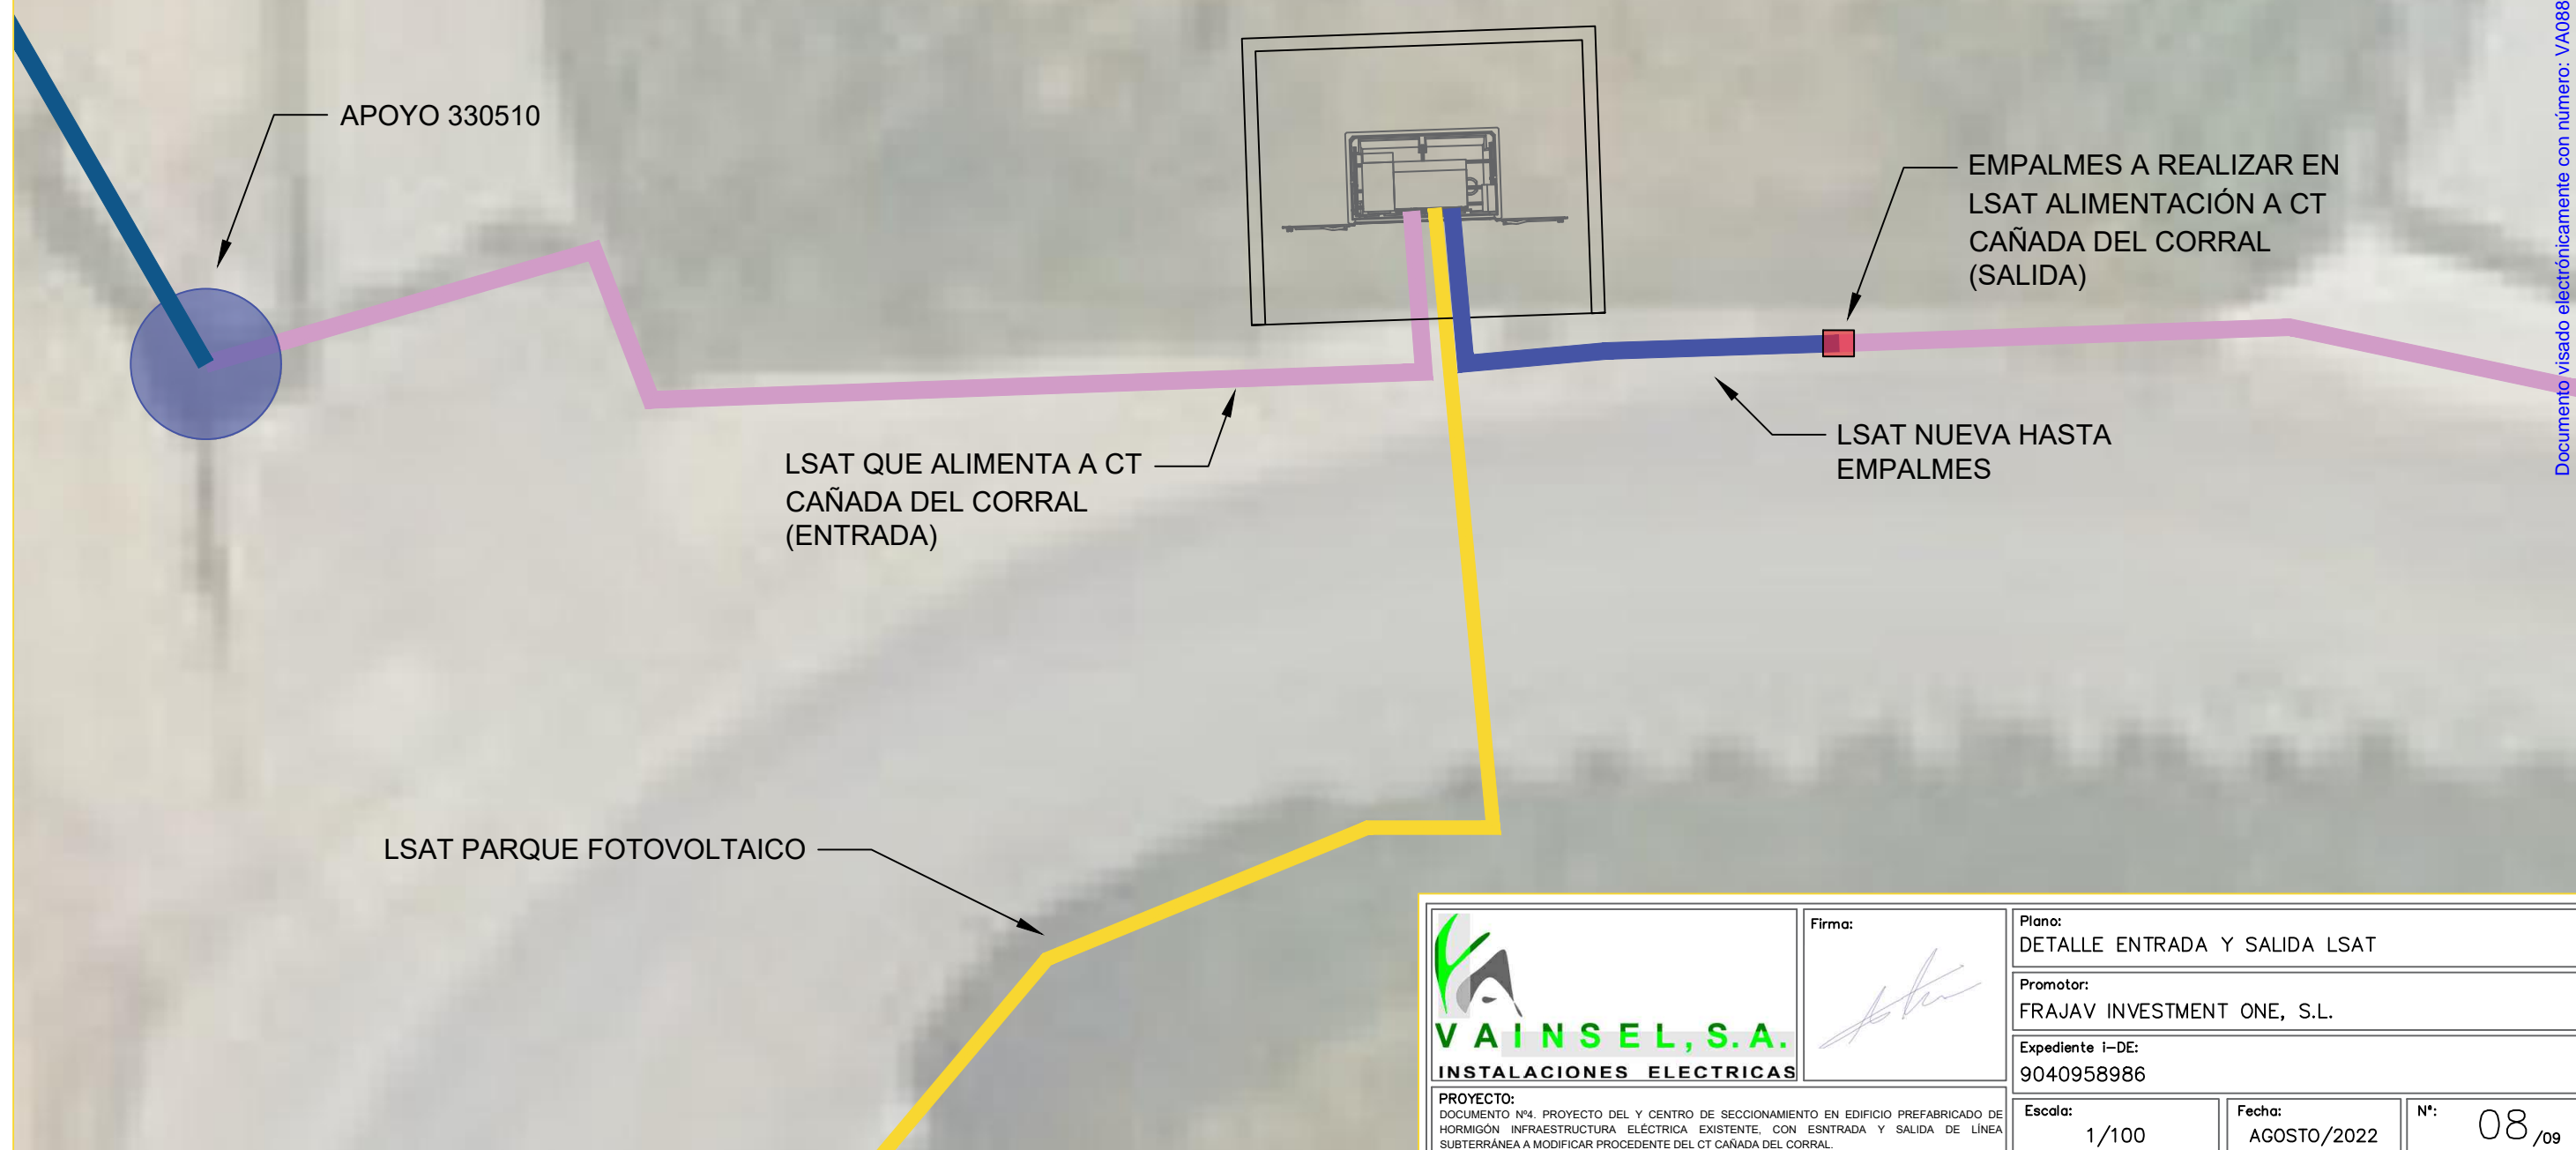 APOYO 330510
EMPALMES A REALIZAR EN
LSAT ALIMENTACIÓN A CT
CAÑADA DEL CORRAL
(SALIDA)
LSAT QUE ALIMENTA A CT
CAÑADA DEL CORRAL
(ENTRADA)
LSAT NUEVA HASTA
EMPALMES
LSAT PARQUE FOTOVOLTAICO
Documento visado electrónicamente con número: VA088
VAINSEL, S.A.
INSTALACIONES ELECTRICAS
Firma:
Plano:
DETALLE ENTRADA Y SALIDA LSAT
Promotor:
FRAJAV INVESTMENT ONE, S.L.
Expediente i-DE:
9040958986
PROYECTO:
DOCUMENTO Nº4. PROYECTO DEL Y CENTRO DE SECCIONAMIENTO EN EDIFICIO PREFABRICADO DE
HORMIGÓN INFRAESTRUCTURA ELÉCTRICA EXISTENTE, CON ESNTRADA Y SALIDA DE LÍNEA
SUBTERRÁNEA A MODIFICAR PROCEDENTE DEL CT CAÑADA DEL CORRAL.
Escala:
1/100
Fecha:
AGOSTO/2022
N°:
08/09